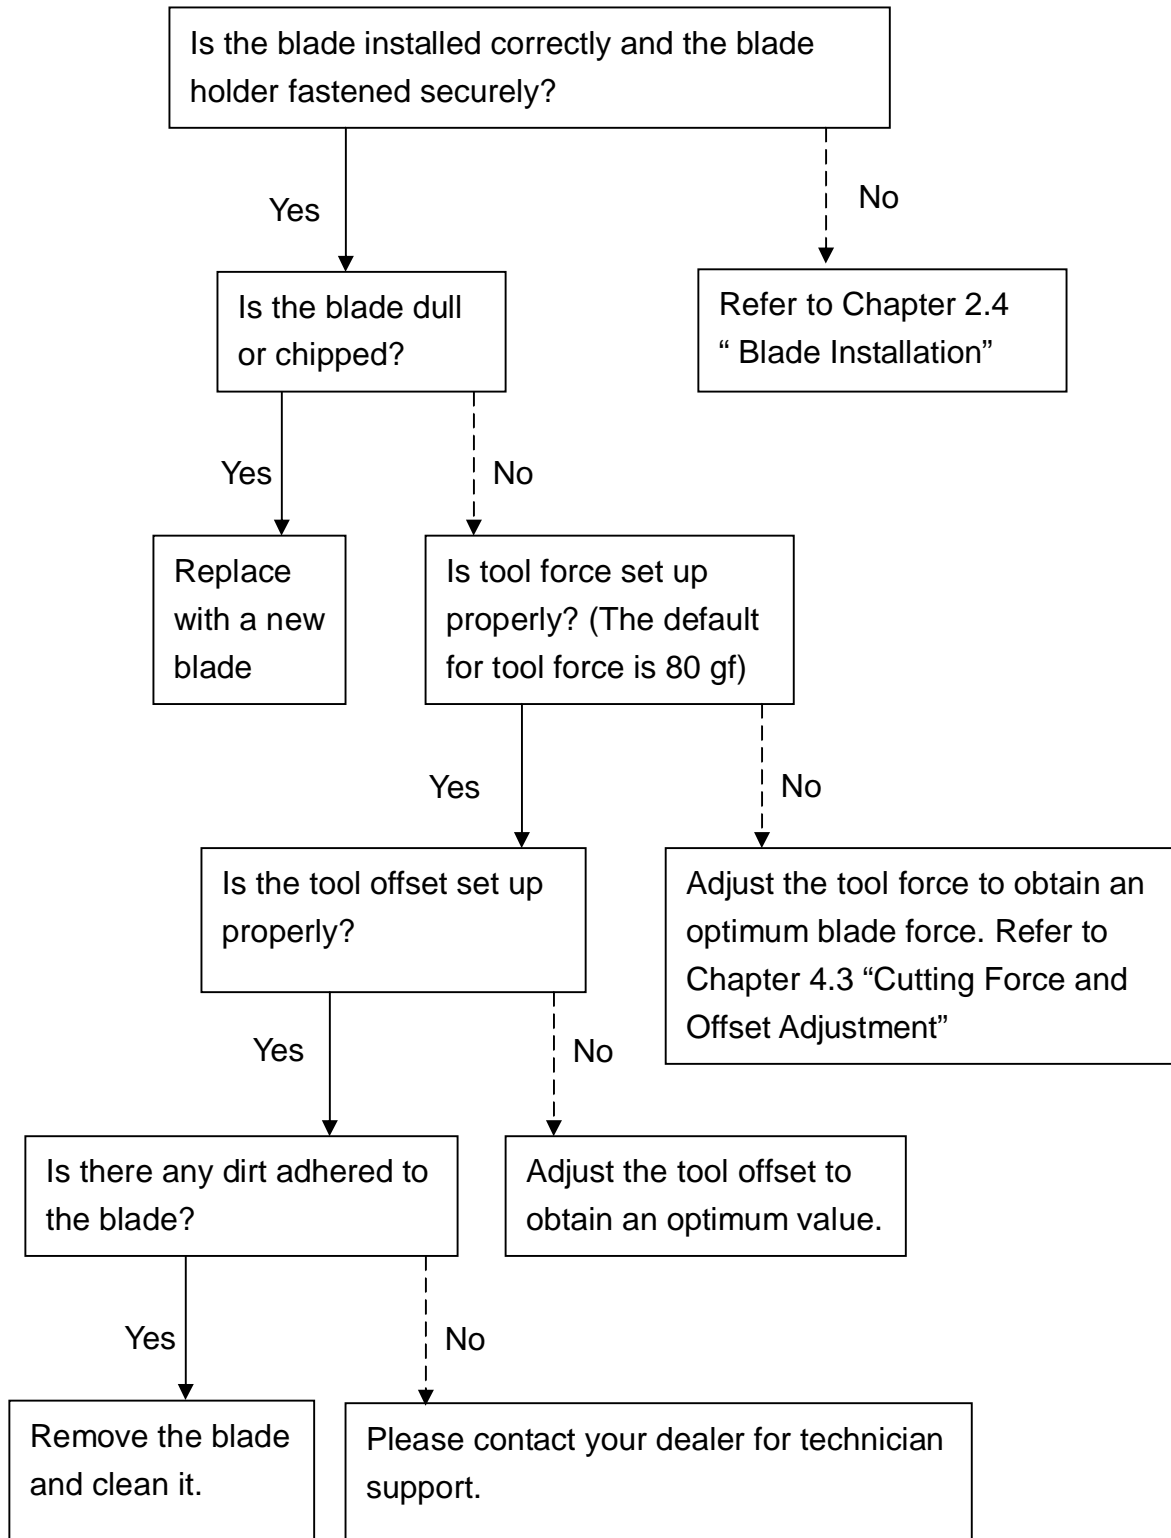 Is the blade installed correctly and the blade
holder fastened securely?
Yes
No
Is the blade dull
or chipped?
Refer to Chapter 2.4
“ Blade Installation”
Yes
No
Replace
with a new
blade
Is tool force set up
properly? (The default
for tool force is 80 gf)
Yes
No
Is the tool offset set up
properly?
Adjust the tool force to obtain an
optimum blade force. Refer to
Chapter 4.3 “Cutting Force and
Offset Adjustment”
Yes
No
Is there any dirt adhered to
the blade?
Adjust the tool offset to
obtain an optimum value.
Yes
No
Remove the blade
and clean it.
Please contact your dealer for technician
support.